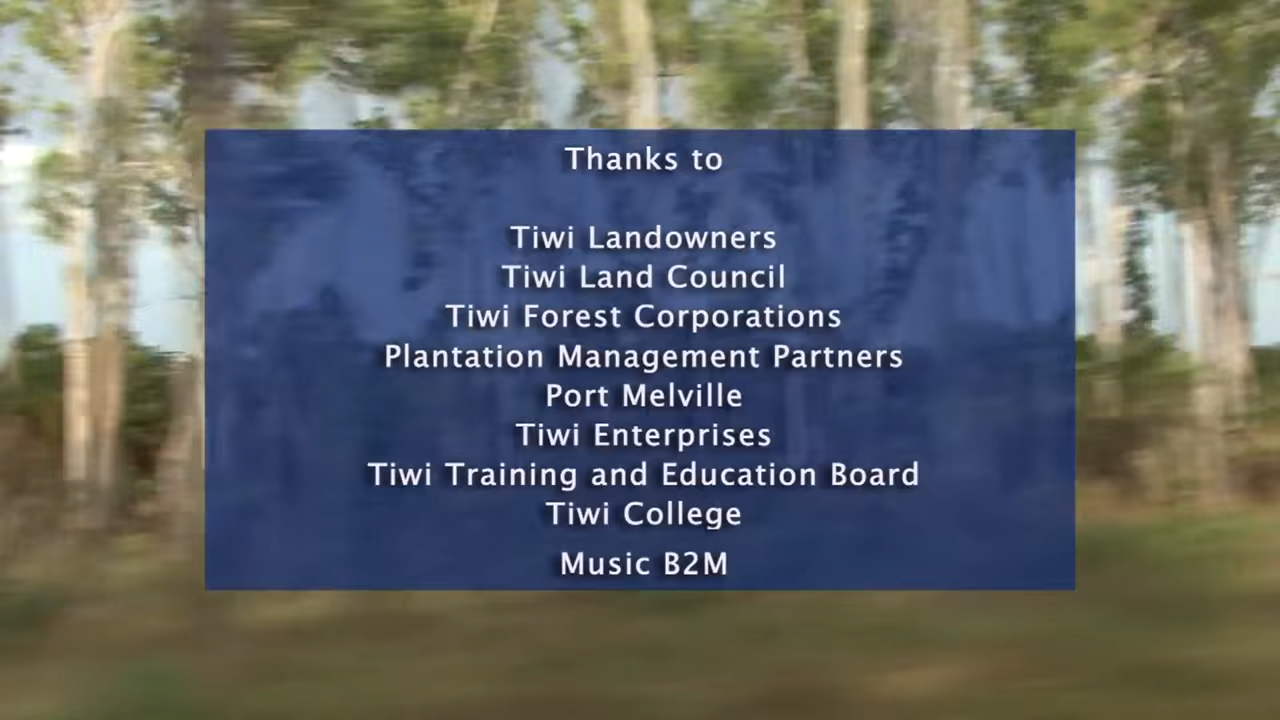 Thanks to
Tiwi Landowners
Tiwi Land Council
Tiwi Forest Corporations
Plantation Management Partners
Port Melville
Tiwi Enterprises
Tiwi Training and Education Board
Tiwi College
Music B2M